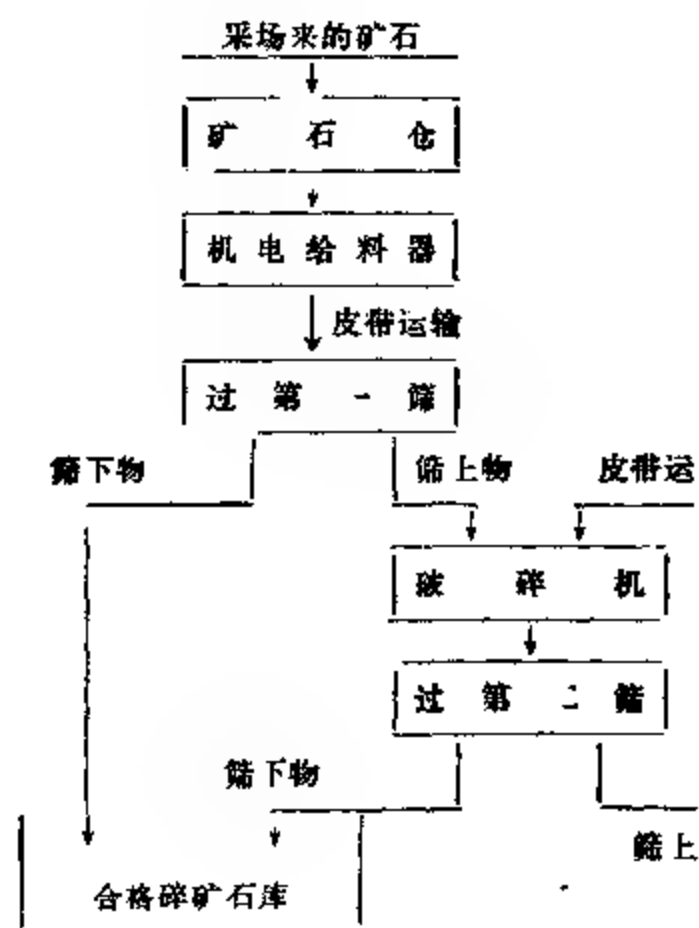 采场来的矿石
矿石仓
机电给料器
皮带运输
过第一筛
筛下物
筛上物
皮带运
破碎机
过第二筛
筛下物
筛上
合格碎矿石库